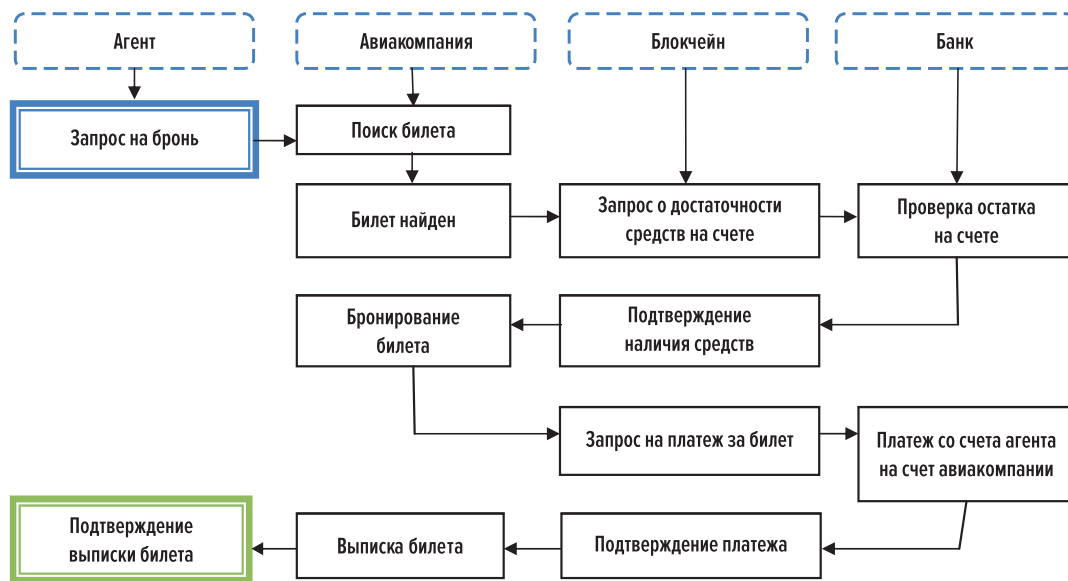 Агент
Авиакомпания
Блокчейн
Банк
Запрос на бронь
Поиск билета
Билет найден
Запрос о достаточности
средств на счете
Проверка остатка
на счете
Бронирование
билета
Подтверждение
наличия средств
Запрос на платеж за билет
Платеж со счета агента
на счет авиакомпании
Подтверждение
выписки билета
Выписка билета
Подтверждение платежа